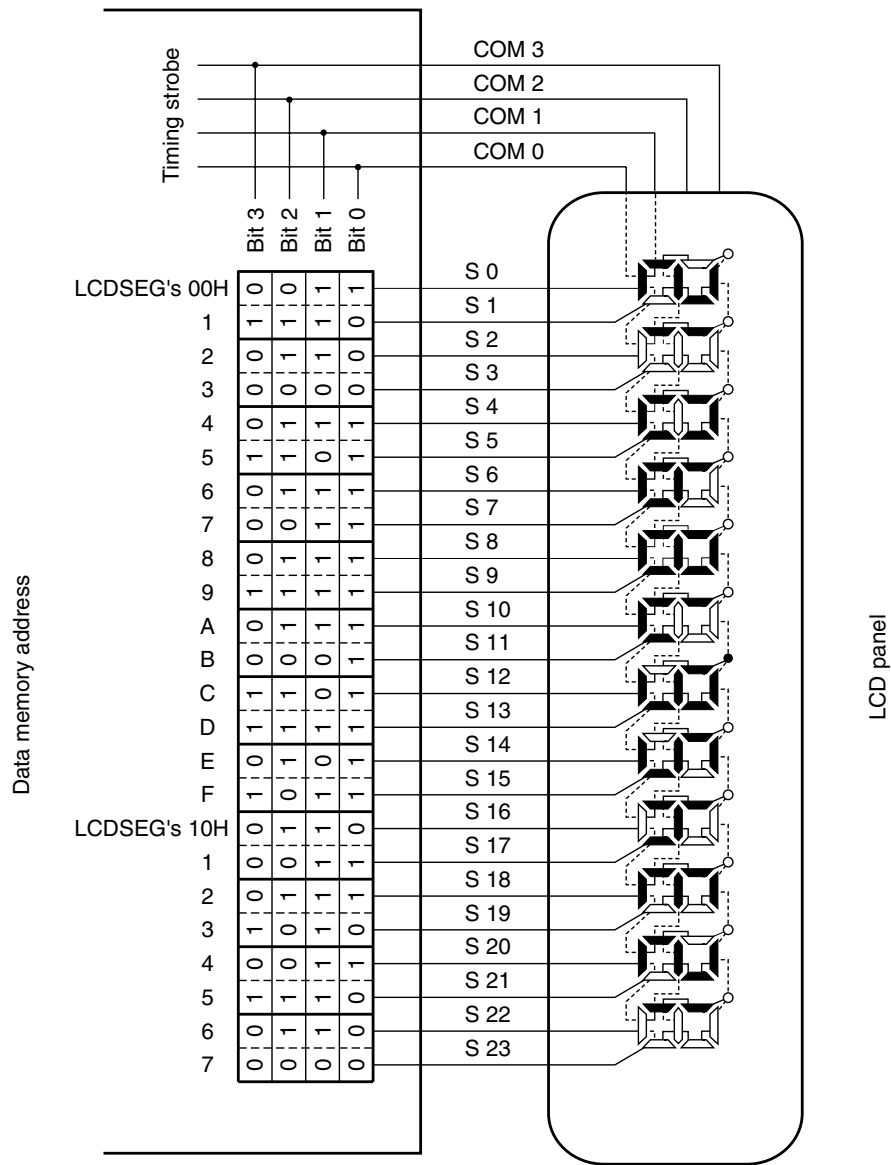 Timing strobe
COM 3
COM 2
COM 1
COM 0
Bit 3 Bit 2 Bit 1 Bit 0
Data memory address
LCDSEG's 00H 0 0 1 1 S 0
1 1 1 1 0 S 1
2 0 1 1 0 S 2
3 0 0 0 0 S 3
4 0 1 1 1 S 4
5 1 1 0 1 S 5
6 0 1 1 1 S 6
7 0 0 1 1 S 7
8 0 1 1 1 S 8
9 1 1 1 1 S 9
A 0 1 1 1 S 10
B 0 0 0 1 S 11
C 1 1 0 1 S 12
D 1 1 1 1 S 13
E 0 1 0 1 S 14
F 1 0 1 1 S 15
LCDSEG's 10H 0 1 1 0 S 16
1 0 0 1 1 S 17
2 0 1 1 1 S 18
3 1 0 1 0 S 19
4 0 0 1 1 S 20
5 1 1 1 0 S 21
6 0 1 1 0 S 22
7 0 0 0 0 S 23
LCD panel